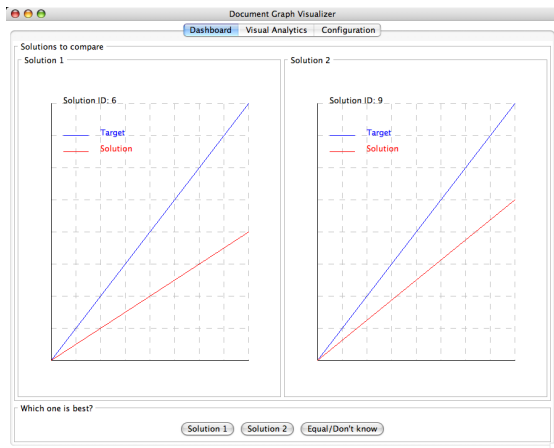 Document Graph Visualizer
Dashboard Visual Analytics Configuration
Solutions to compare
Solution 1
Solution ID: 6
Target
Solution
Solution 2
Solution ID: 9
Target
Solution
Which one is best?
Solution 1 Solution 2 Equal/Don't know